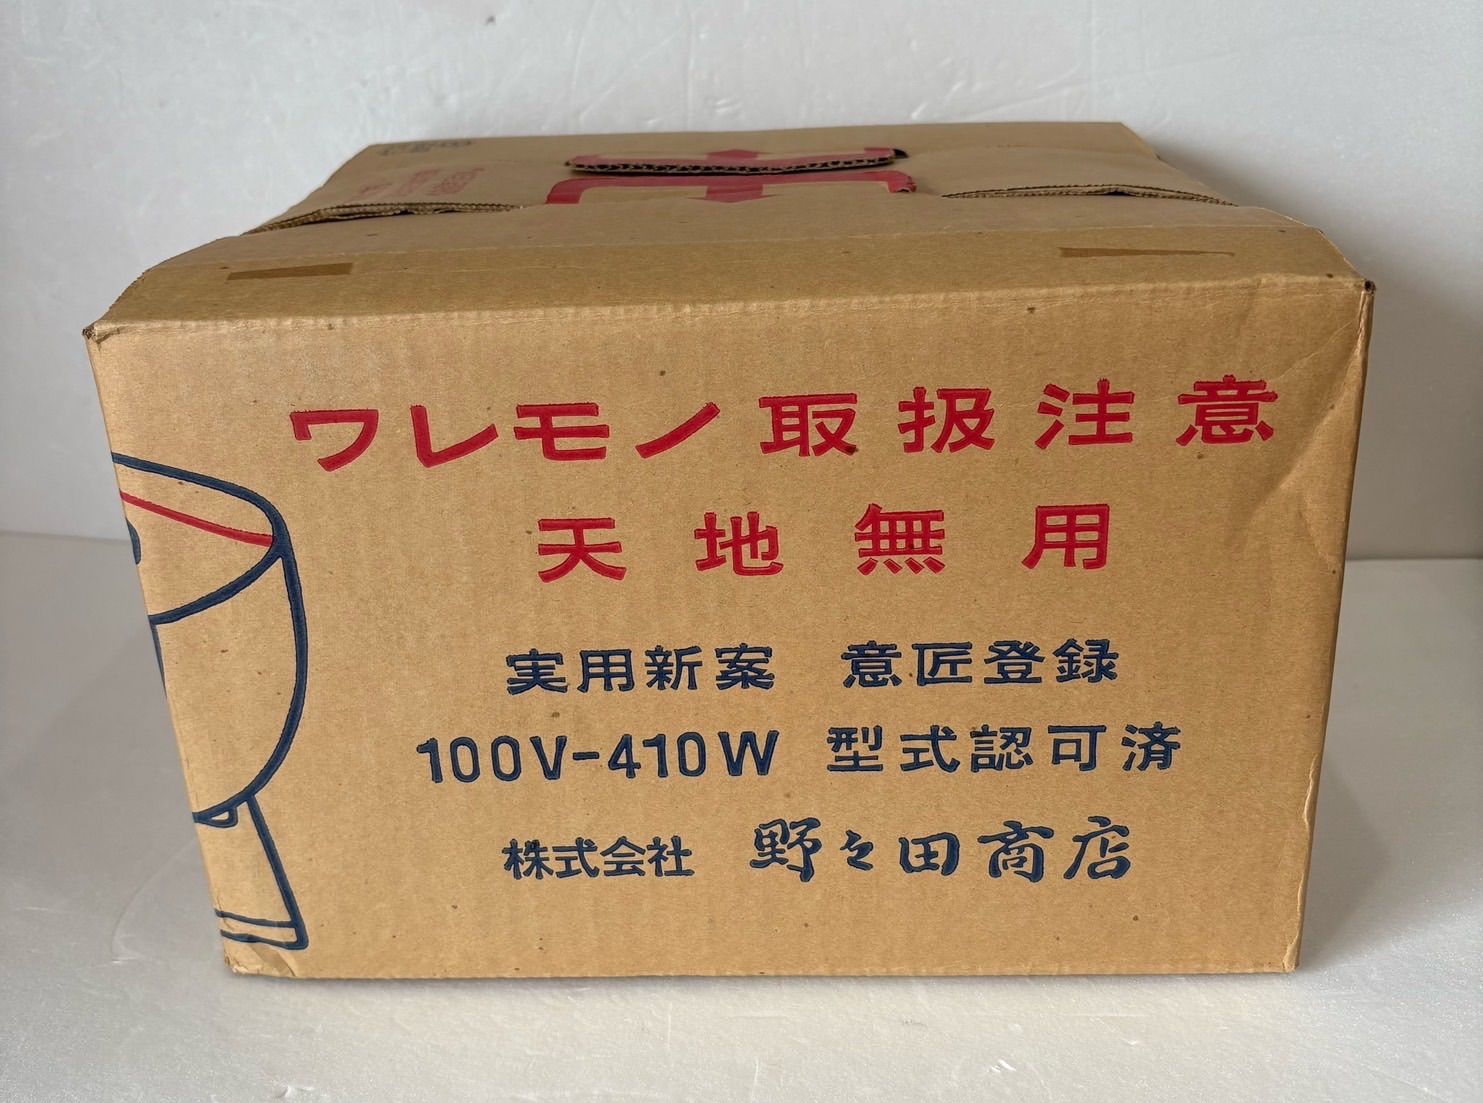 ワレモノ取扱注意
天地無用
実用新案 意匠登録
100V-410W 型式認可済
株式会社 野々田商店